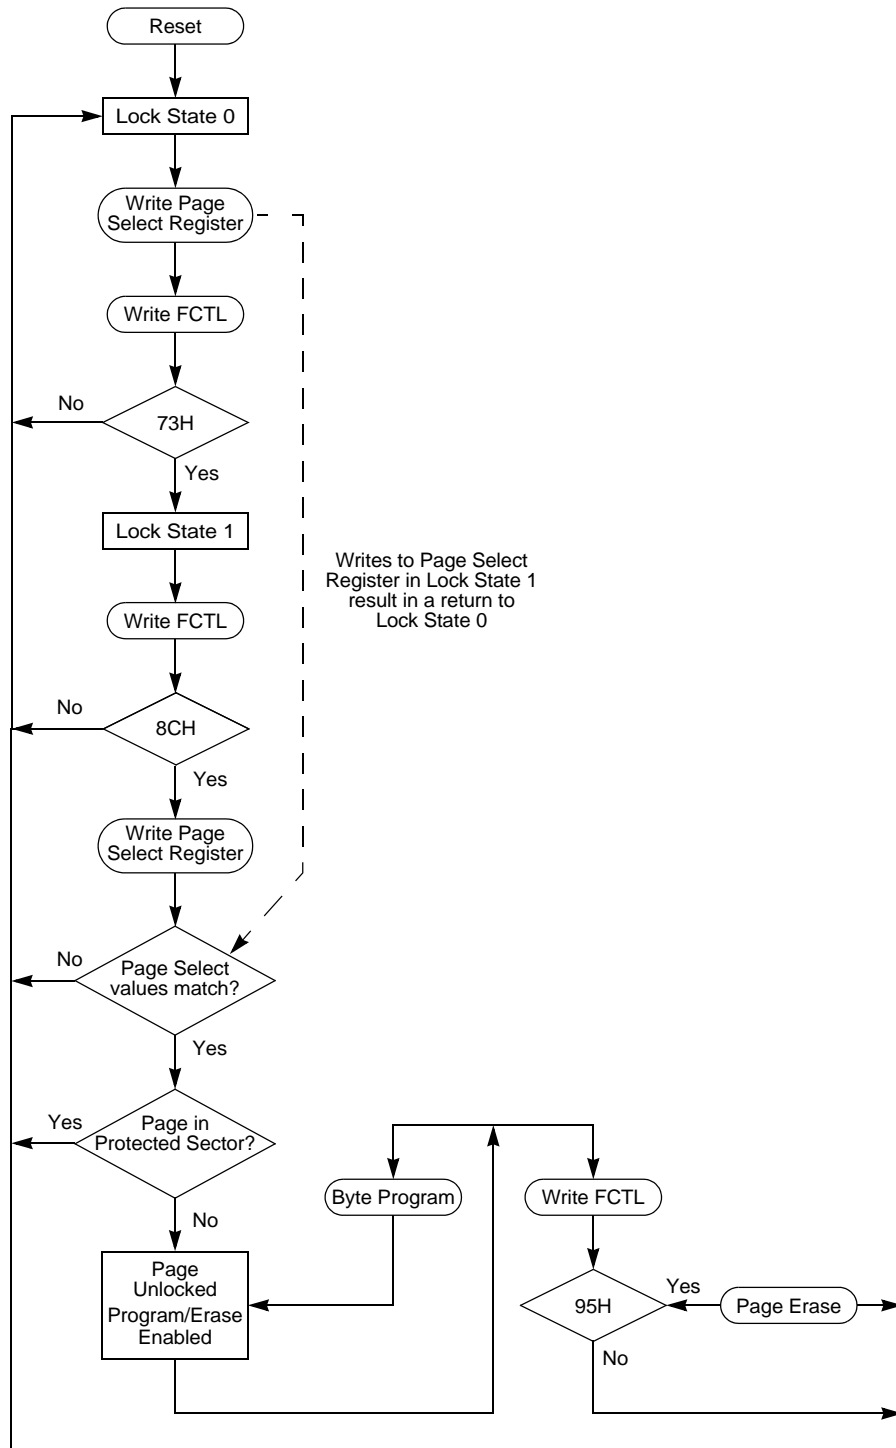 Reset
Lock State 0
Write Page
Select Register
Write FCTL
No
73H
Yes
Lock State 1
Writes to Page Select
Register in Lock State 1
result in a return to
Lock State 0
Write FCTL
No
8CH
Yes
Write Page
Select Register
No
Page Select
values match?
Yes
Yes
Page in
Protected Sector?
No
Byte Program
Write FCTL
Page
Unlocked
Program/Erase
Enabled
95H
Yes
Page Erase
No